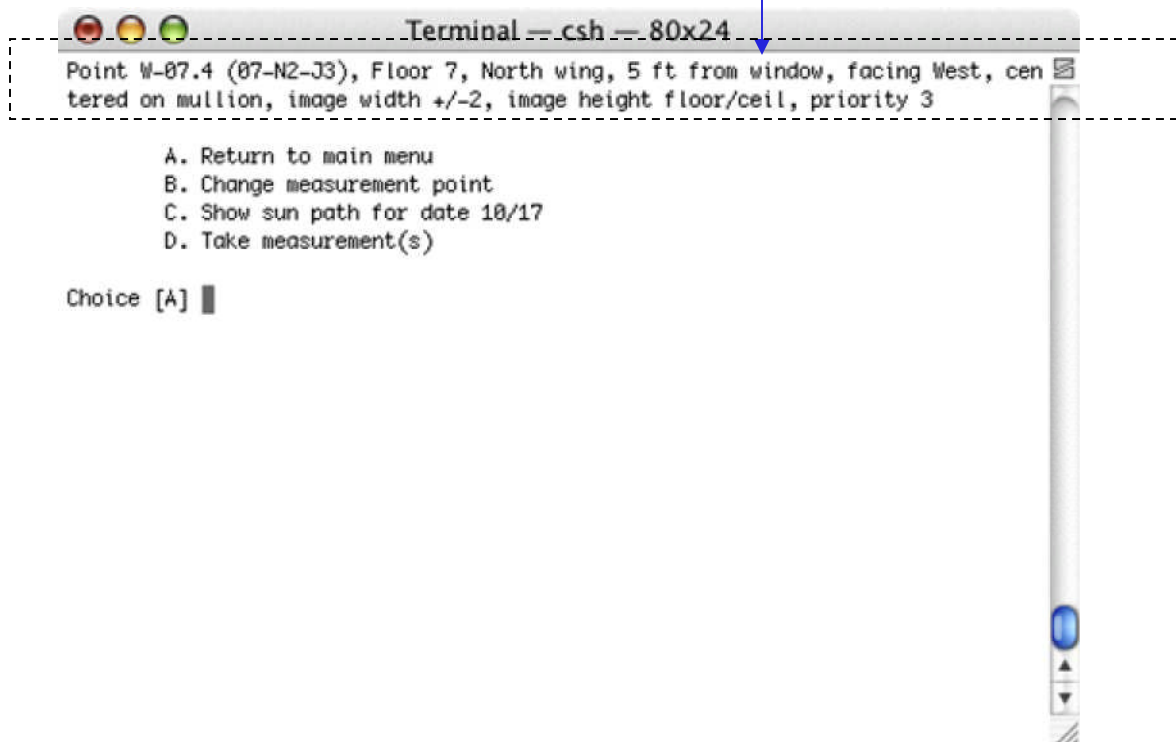 Terminal — csh — 80x24
Point W-07.4 (07-N2-J3), Floor 7, North wing, 5 ft from window, facing West, cen
tered on mullion, image width +/-2, image height floor/ceil, priority 3
A. Return to main menu
B. Change measurement point
C. Show sun path for date 10/17
D. Take measurement(s)
Choice [A]